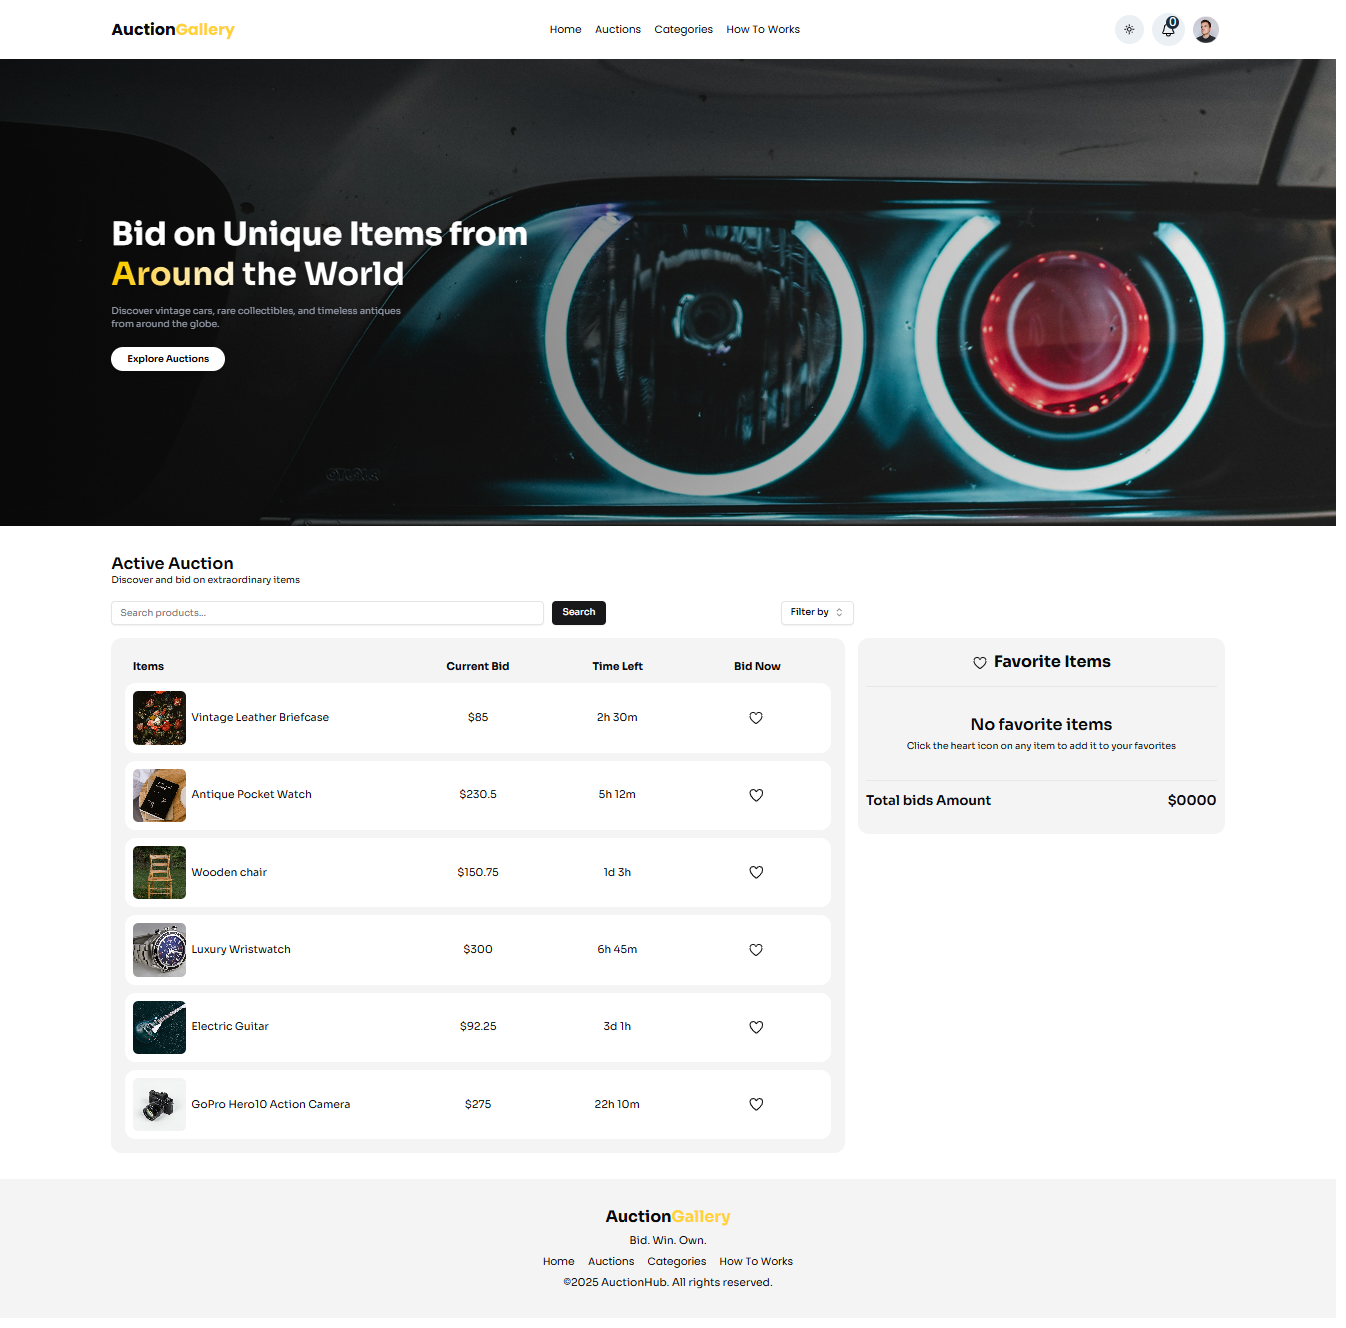 AuctionGallery
Home Auctions Categories How To Works
0
Bid on Unique Items from
Around the World
Discover vintage cars, rare collectibles, and timeless antiques
from around the globe.
Explore Auctions
Active Auction
Discover and bid on extraordinary items
Search products...
Search
Filter by
Items Current Bid Time Left Bid Now
Vintage Leather Briefcase $85 2h 30m
Antique Pocket Watch $230.5 5h 12m
Wooden chair $150.75 1d 3h
Luxury Wristwatch $300 6h 45m
Electric Guitar $92.25 3d 1h
GoPro Hero10 Action Camera $275 22h 10m
Favorite Items
No favorite items
Click the heart icon on any item to add it to your favorites
Total bids Amount $0000
AuctionGallery
Bid. Win. Own.
Home Auctions Categories How To Works
©2025 AuctionHub. All rights reserved.